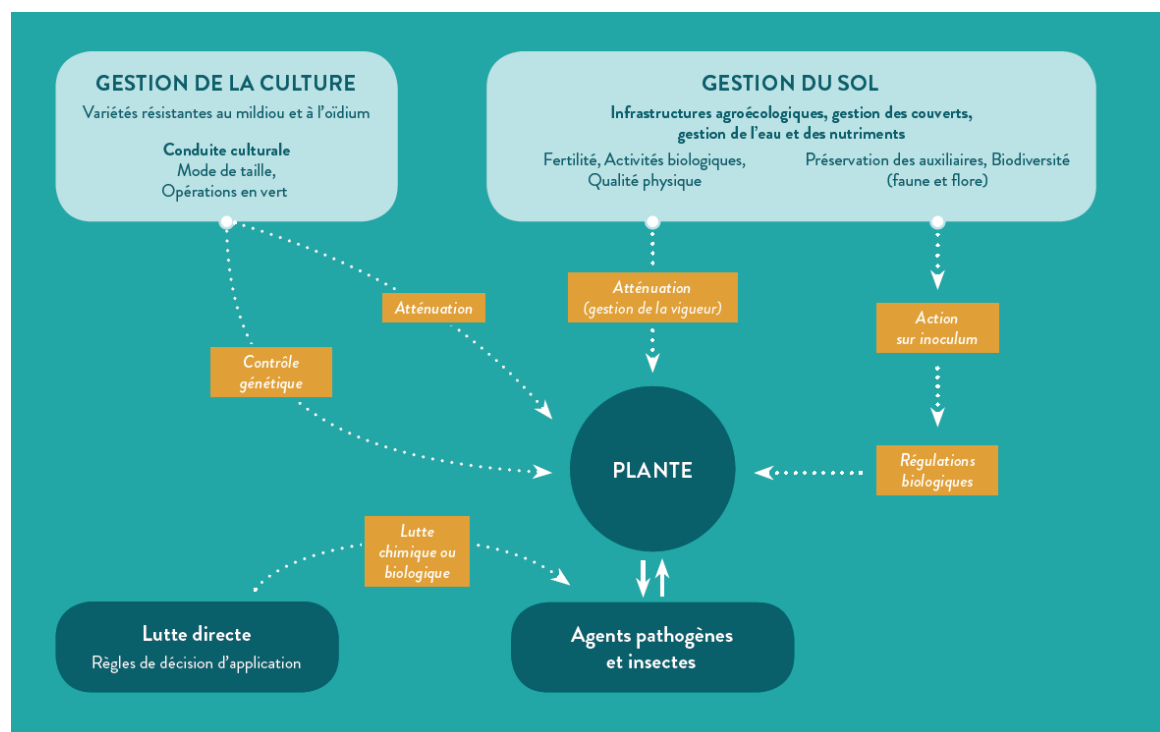 GESTION DE LA CULTURE
Variétés résistantes au mildiou et à l'oïdium
Conduite culturale
Mode de taille,
Opérations en vert
GESTION DU SOL
Infrastructures agroécologiques, gestion des couverts,
gestion de l'eau et des nutriments
Fertilité, Activités biologiques,
Qualité physique
Préservation des auxiliaires, Biodiversité
(faune et flore)
Atténuation
Atténuation
(gestion de la vigueur)
Action
sur inoculum
Contrôle
génétique
PLANTE
Régulations
biologiques
Lutte
chimique ou
biologique
Lutte directe
Règles de décision d'application
Agents pathogènes
et insectes